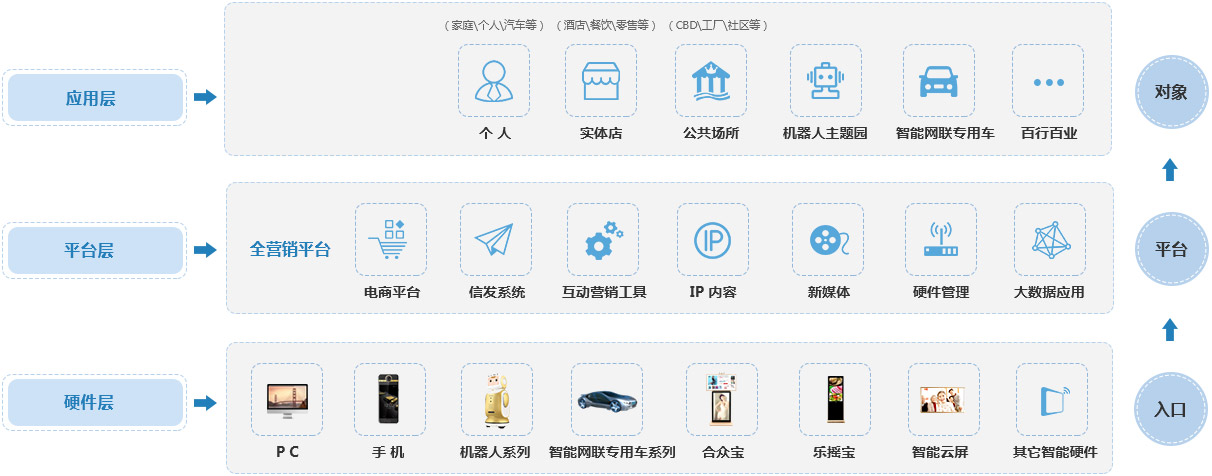 （家庭\个人\汽车等）（酒店\餐饮\零售等）（CBD\工厂\社区等）
应用层
个 人
实体店
公共场所
机器人主题园
智能网联专用车
百行百业
对象
平台层
全营销平台
电商平台
信发系统
IP
互动营销工具
IP 内容
新媒体
硬件管理
大数据应用
平台
硬件层
P C
手 机
机器人系列
智能网联专用车系列
合众宝
乐摇宝
智能云屏
其它智能硬件
入口